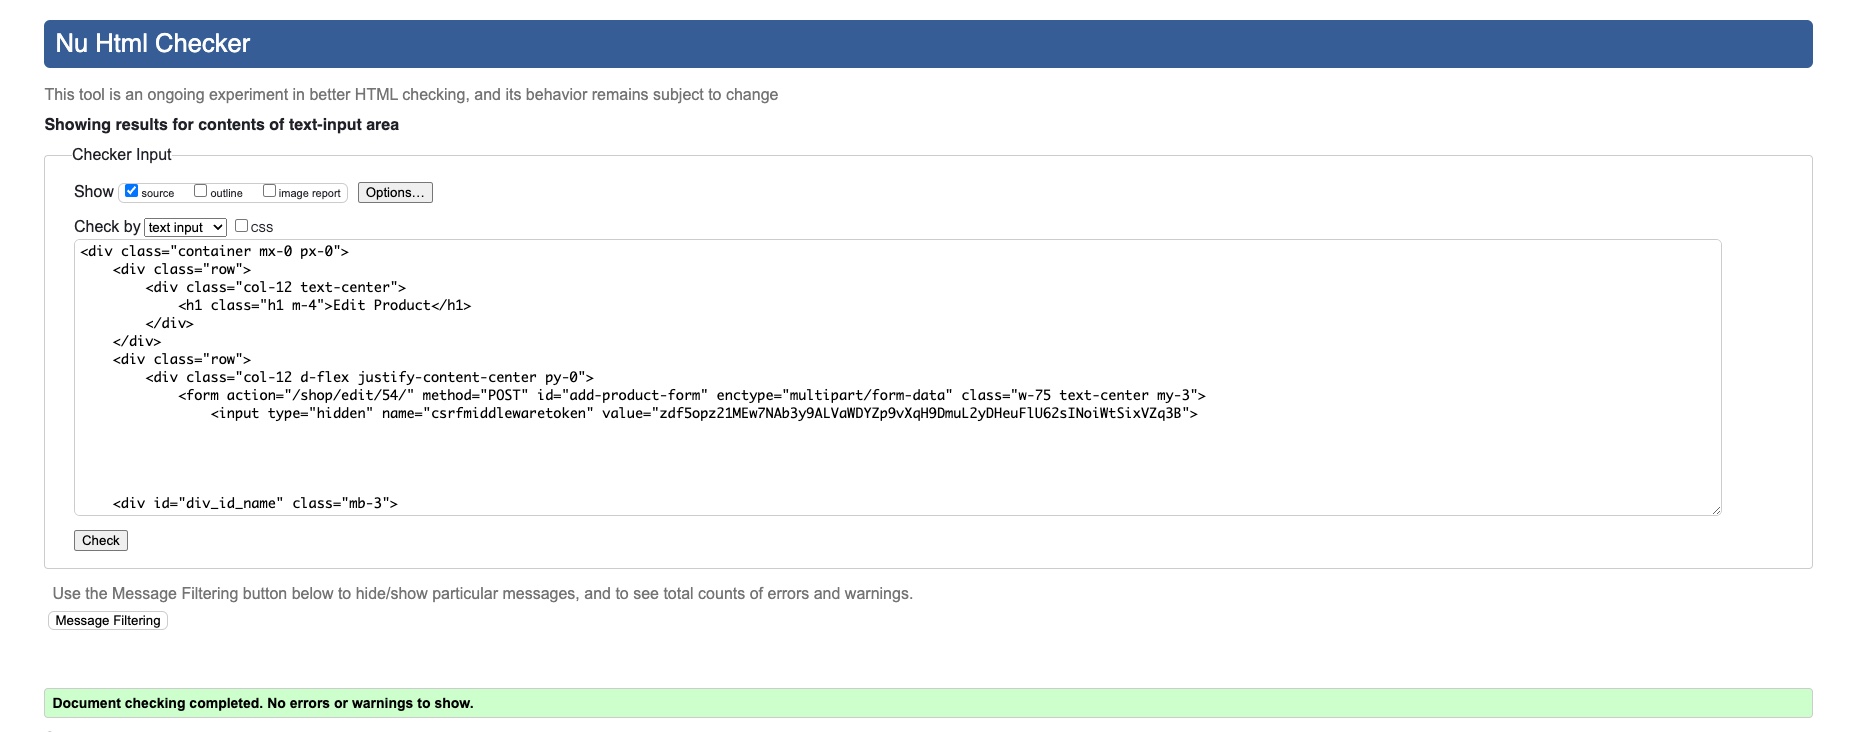 Nu Html Checker
This tool is an ongoing experiment in better HTML checking, and its behavior remains subject to change
Showing results for contents of text-input area
Checker Input
Show source outline image report Options...
Check by text input CSS
<div class="container mx-0 px-0">
    <div class="row">
        <div class="col-12 text-center">
            <h1 class="h1 m-4">Edit Product</h1>
        </div>
    </div>
    <div class="row">
        <div class="col-12 d-flex justify-content-center py-0">
            <form action="/shop/edit/54/" method="POST" id="add-product-form" enctype="multipart/form-data" class="w-75 text-center my-3">
                <input type="hidden" name="csrfmiddlewaretoken" value="zdf5opz21MEw7NAb3y9ALVaWDYZp9vXqH9DmuL2yDHeuFlU62sINoiWtSixVZq3B">
    <div id="div_id_name" class="mb-3">
Check
Use the Message Filtering button below to hide/show particular messages, and to see total counts of errors and warnings.
Message Filtering
Document checking completed. No errors or warnings to show.